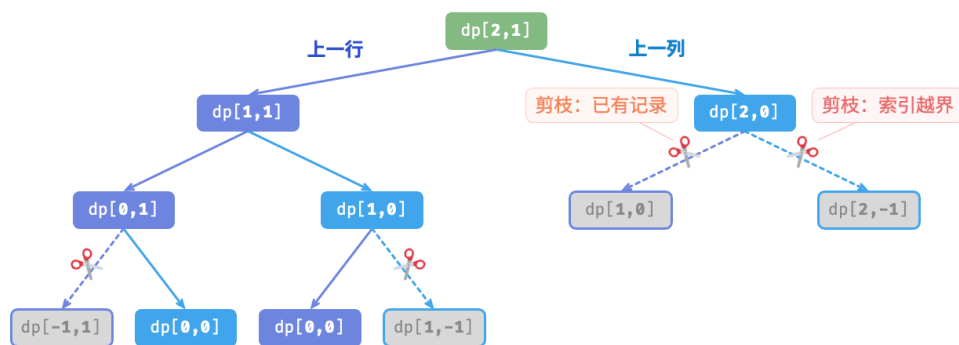 dp[2,1]
上一行
上一列
dp[1,1]
剪枝：已有记录
dp[2,0]
剪枝：索引越界
dp[0,1]
dp[1,0]
dp[1,0]
dp[2,-1]
dp[-1,1]
dp[0,0]
dp[0,0]
dp[1,-1]